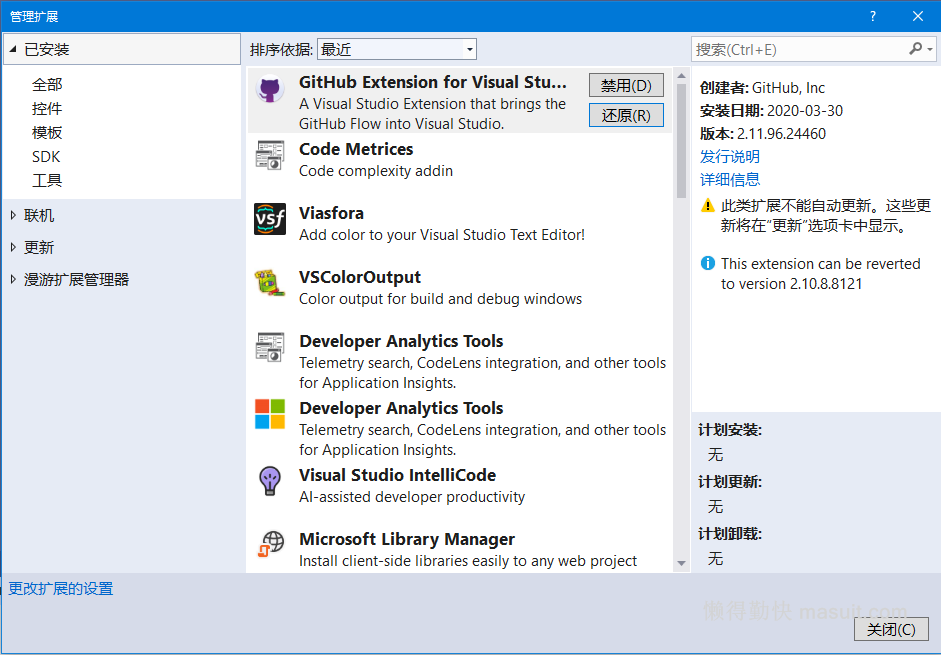 管理扩展
?
已安装
全部
控件
模板
SDK
工具
联机
更新
漫游扩展管理器
排序依据: 最近
GitHub Extension for Visual Stu...
A Visual Studio Extension that brings the
GitHub Flow into Visual Studio.
禁用(D)
还原(R)
Code Metrices
Code complexity addin
vsf
Viasfora
Add color to your Visual Studio Text Editor!
VSColorOutput
Color output for build and debug windows
Developer Analytics Tools
Telemetry search, CodeLens integration, and other tools
for Application Insights.
Developer Analytics Tools
Telemetry search, CodeLens integration, and other tools
for Application Insights.
Visual Studio IntelliCode
AI-assisted developer productivity
Microsoft Library Manager
Install client-side libraries easily to any web project
搜索(Ctrl+E)
创建者: GitHub, Inc
安装日期: 2020-03-30
版本: 2.11.96.24460
发行说明
详细信息
此类扩展不能自动更新。这些更
新将在“更新”选项卡中显示。
This extension can be reverted
to version 2.10.8.8121
计划安装:
无
计划更新:
无
计划卸载:
无
更改扩展的设置
懒得勤快 masuit.com
关闭(C)